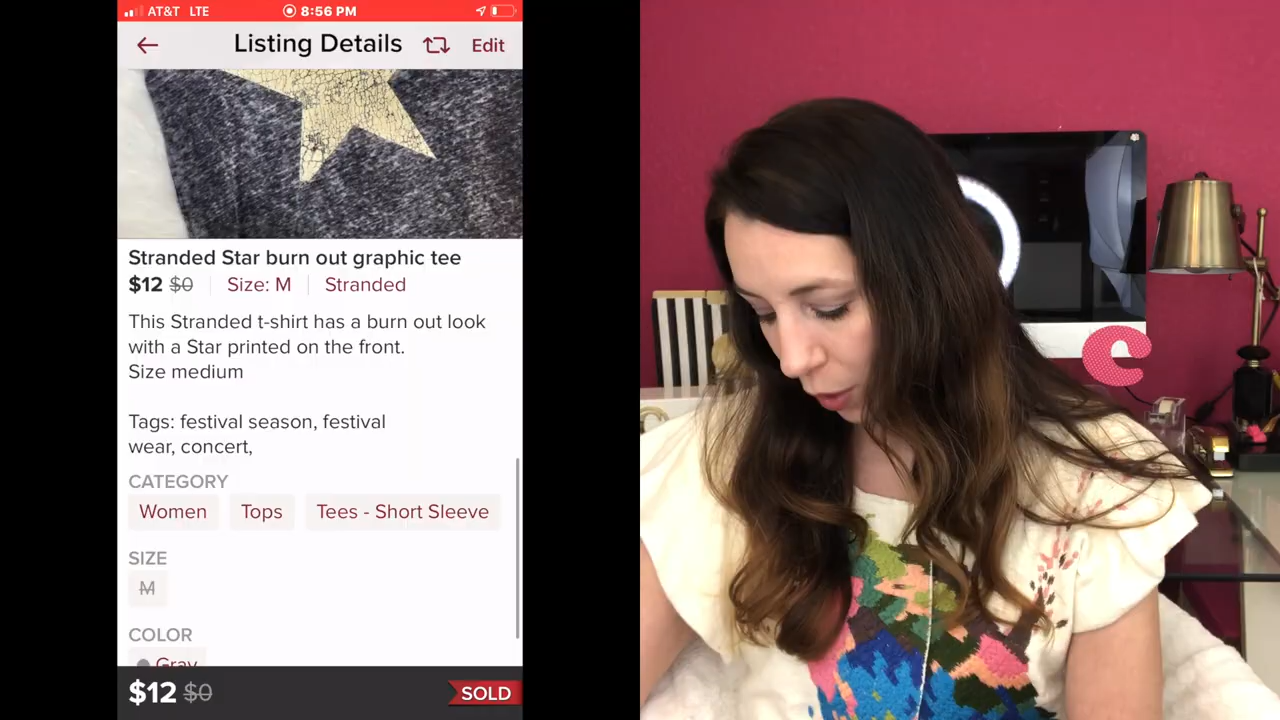 AT&T LTE 8:56 PM
Listing Details Edit
Stranded Star burn out graphic tee
$12 $0 Size: M Stranded
This Stranded t-shirt has a burn out look
with a Star printed on the front.
Size medium
Tags: festival season, festival
wear, concert,
CATEGORY
Women Tops Tees - Short Sleeve
SIZE
M
COLOR
Gray
$12 $0 SOLD
e